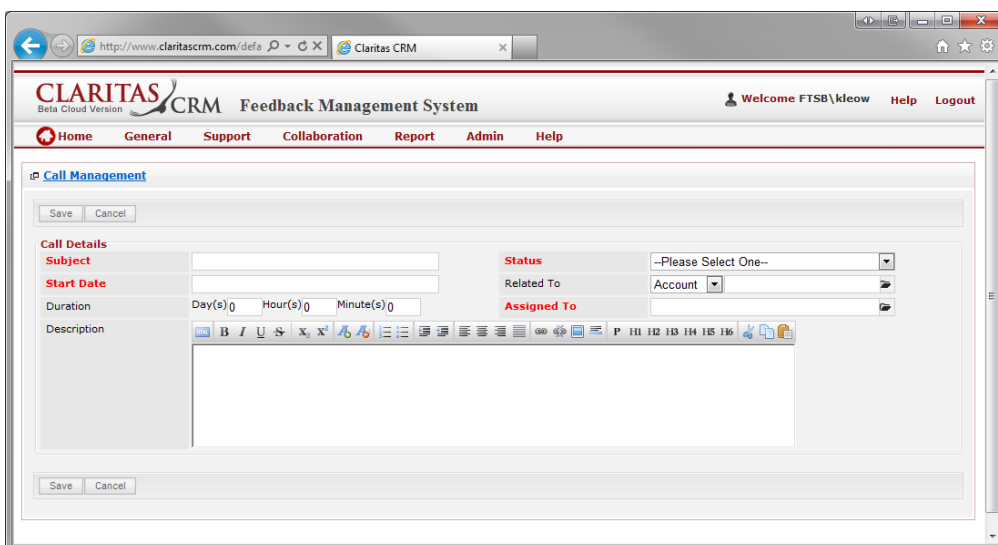 http://www.claritascrm.com/defa
Claritas CRM
CLARITAS CRM
Beta Cloud Version
Feedback Management System
Welcome FTSB\kleow Help Logout
Home General Support Collaboration Report Admin Help
Call Management
Save Cancel
Call Details
Subject Status --Please Select One--
Start Date Related To Account
Duration Day(s) 0 Hour(s) 0 Minute(s) 0 Assigned To
Description B I U S X₂ X² P H1 H2 H3 H4 H5 H6
Save Cancel